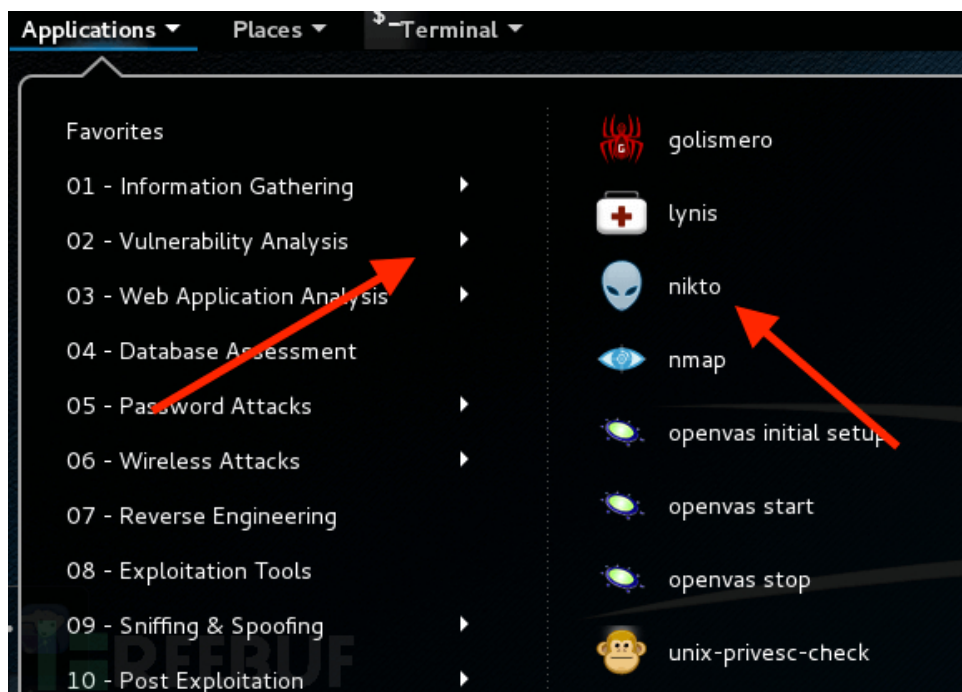 Applications Places $_Terminal
Favorites
01 - Information Gathering
02 - Vulnerability Analysis
03 - Web Application Analysis
04 - Database Assessment
05 - Password Attacks
06 - Wireless Attacks
07 - Reverse Engineering
08 - Exploitation Tools
09 - Sniffing & Spoofing
10 - Post Exploitation
golismero
lynis
nikto
nmap
openvas initial setup
openvas start
openvas stop
unix-privesc-check
G
FREEBUF